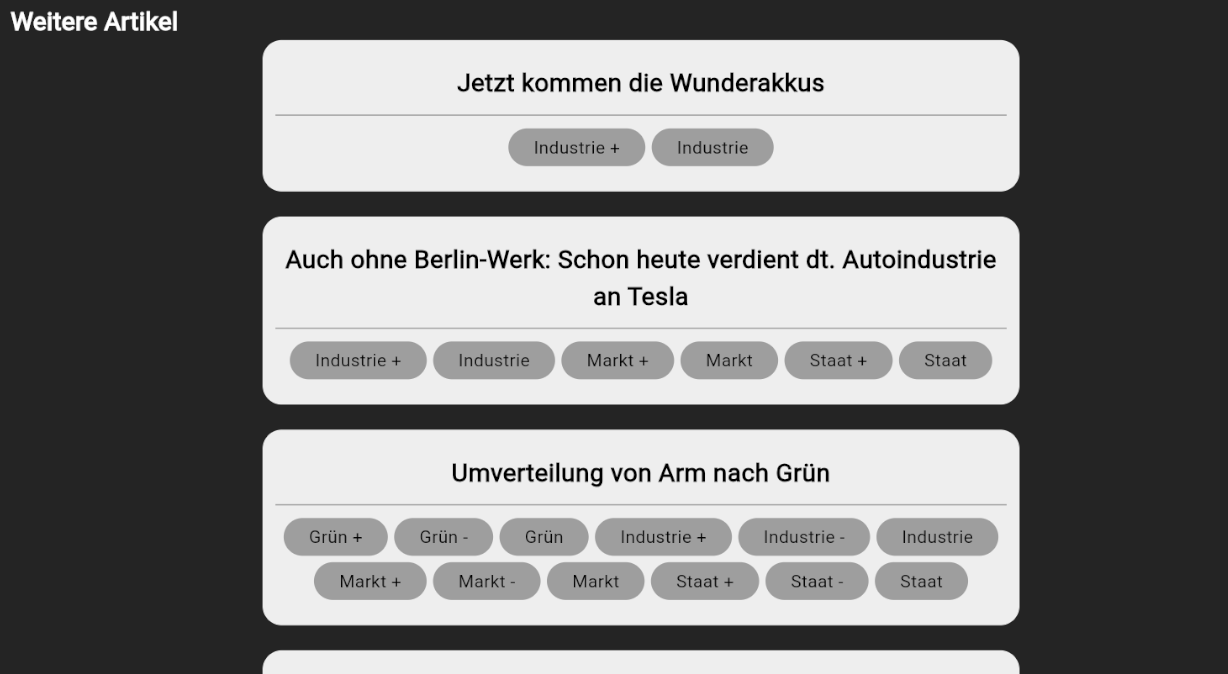 Weitere Artikel
Jetzt kommen die Wunderakkus
Industrie + Industrie
Auch ohne Berlin-Werk: Schon heute verdient dt. Autoindustrie
an Tesla
Industrie + Industrie Markt + Markt Staat + Staat
Umverteilung von Arm nach Grün
Grün + Grün - Grün Industrie + Industrie - Industrie
Markt + Markt - Markt Staat + Staat - Staat